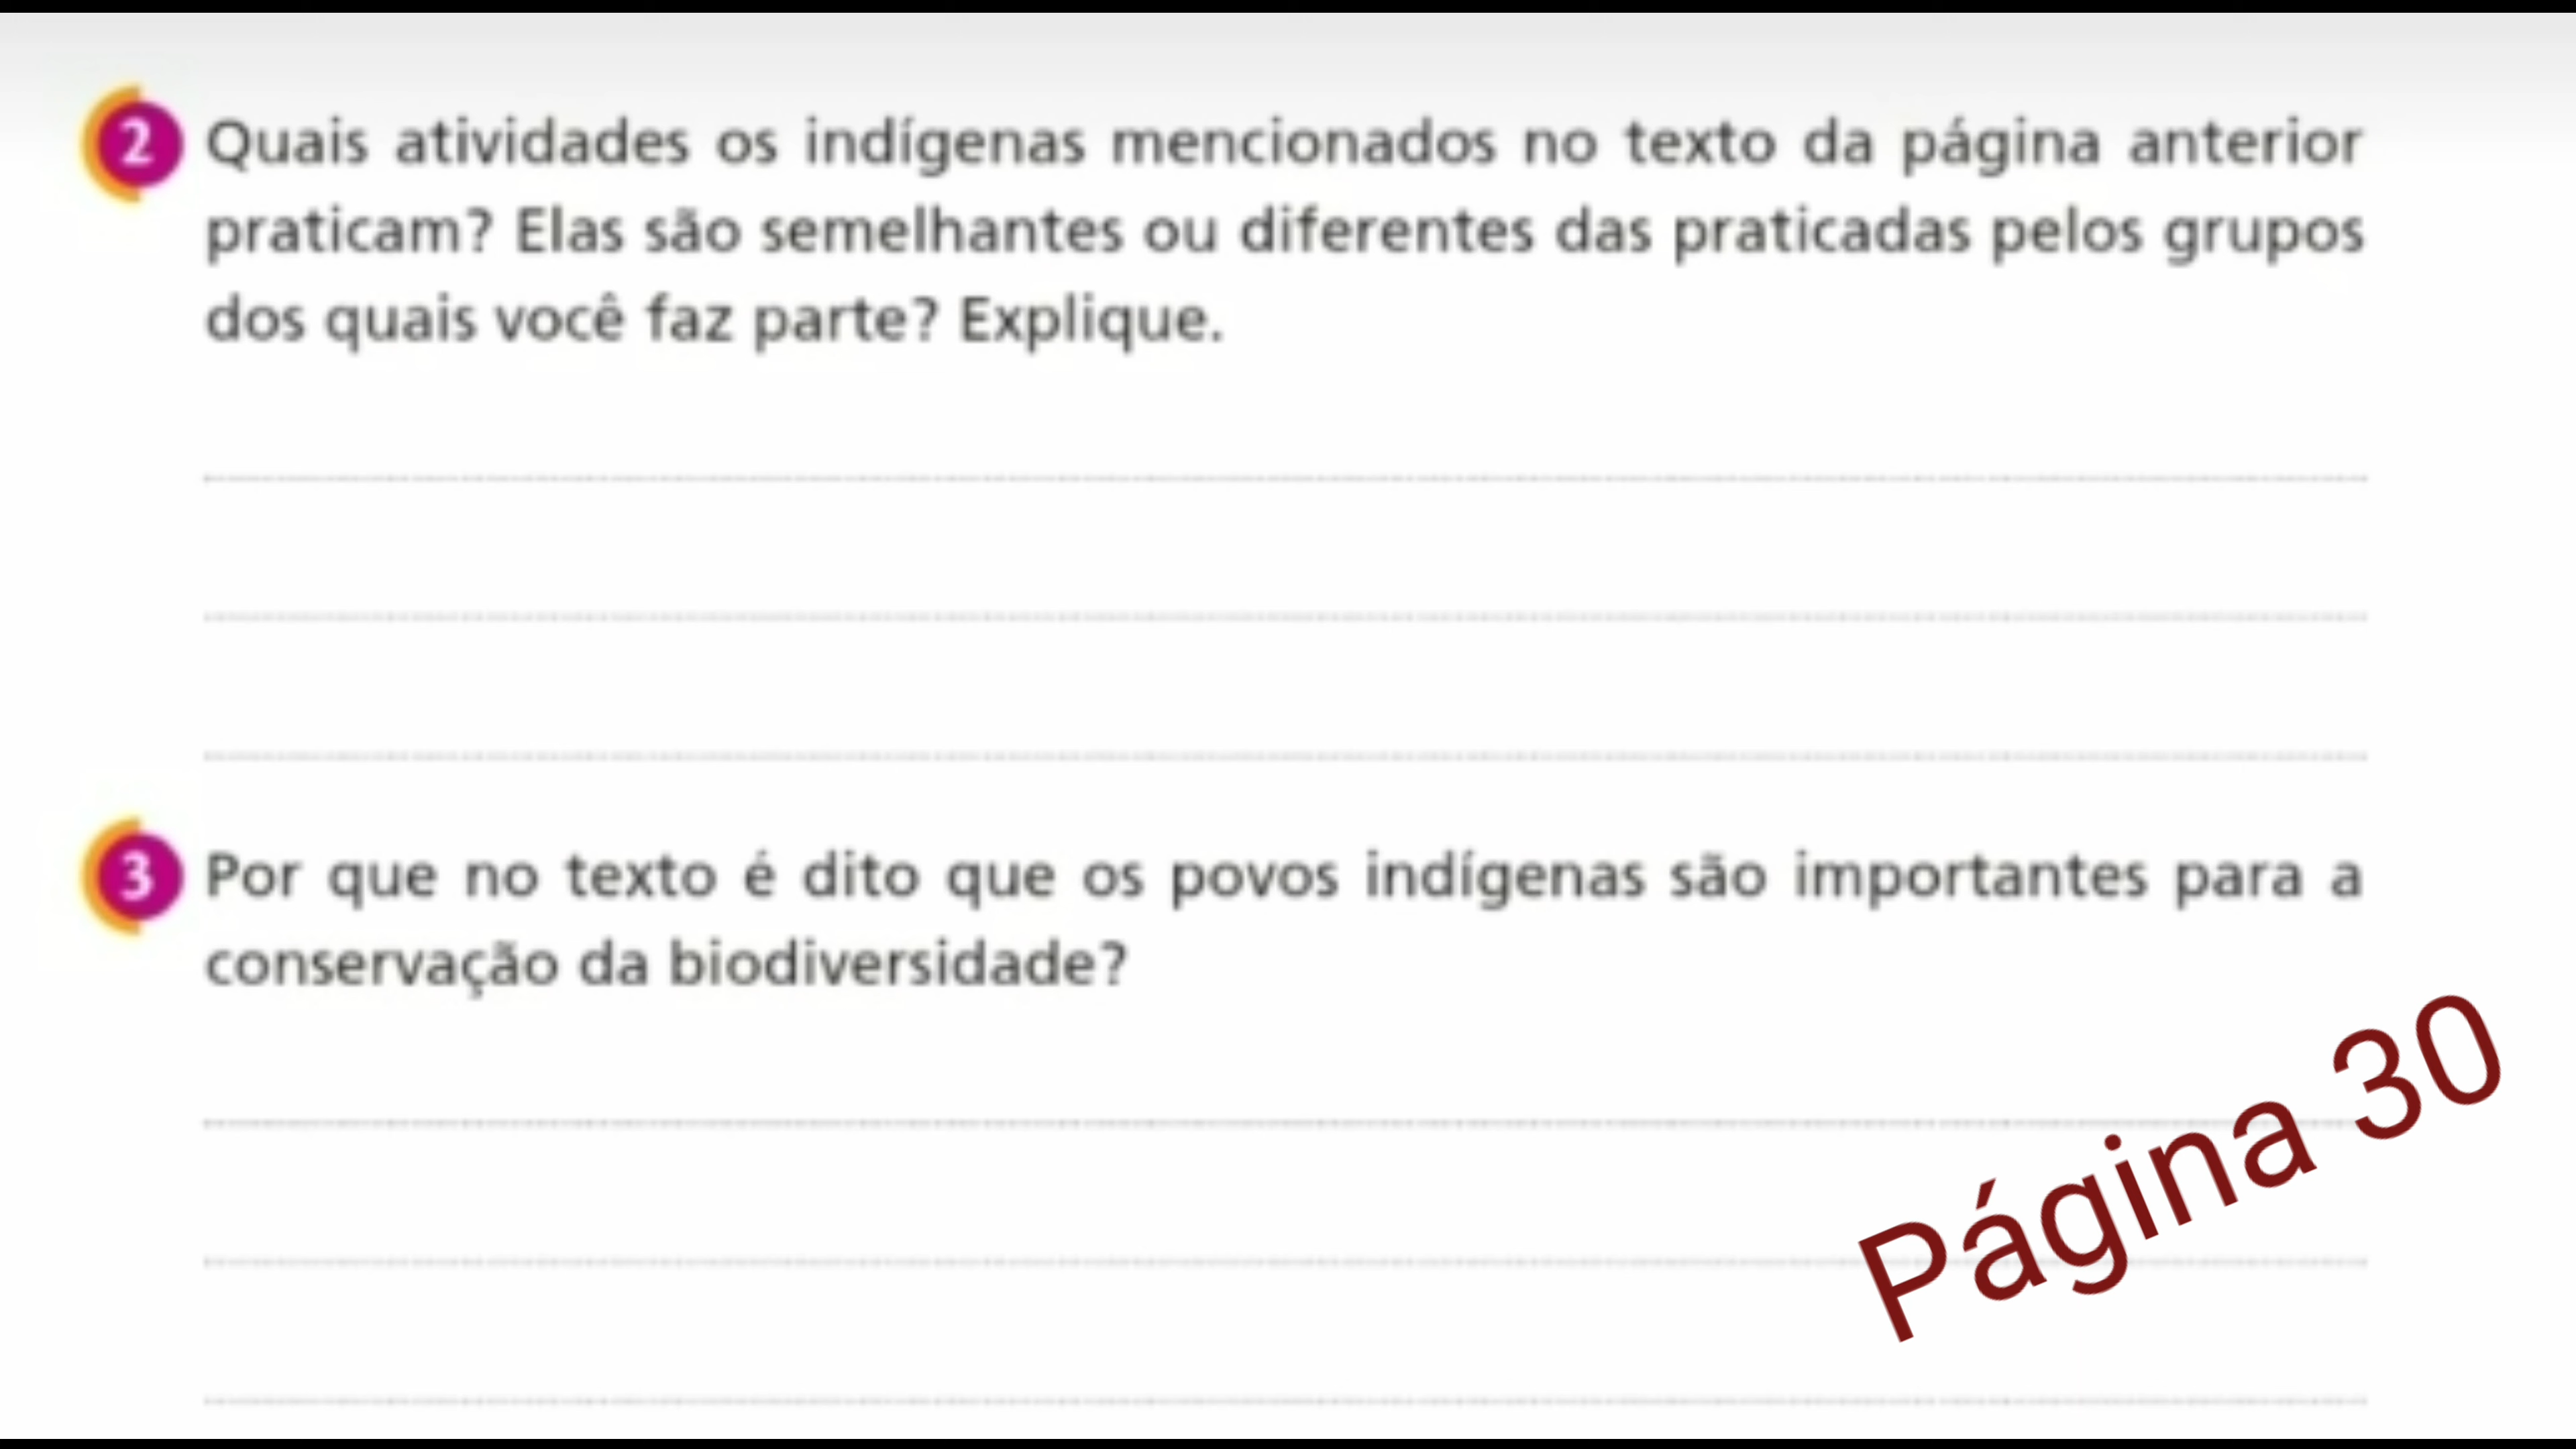 2 Quais atividades os indígenas mencionados no texto da página anterior
praticam? Elas são semelhantes ou diferentes das praticadas pelos grupos
dos quais você faz parte? Explique.
3 Por que no texto é dito que os povos indígenas são importantes para a
conservação da biodiversidade?
Página 30